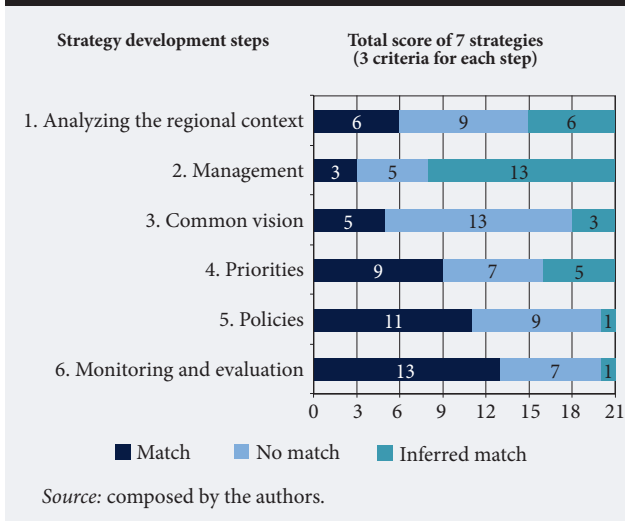 Strategy development steps
Total score of 7 strategies
(3 criteria for each step)
1. Analyzing the regional context
6 9 6
2. Management
3 5 13
3. Common vision
5 13 3
4. Priorities
9 7 5
5. Policies
11 9 1
6. Monitoring and evaluation
13 7 1
0 3 6 9 12 15 18 21
Match No match Inferred match
Source: composed by the authors.